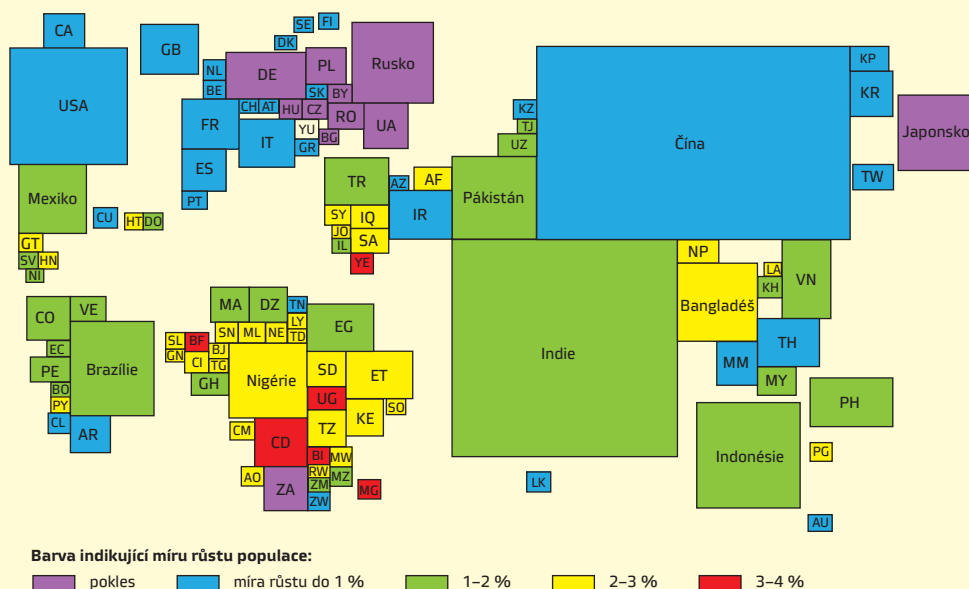 CA
USA
Mexiko
CU
HT
DO
GT
SV
HN
NI
GB
SE
FI
DK
NL
BE
DE
PL
Rusko
SK
BY
CH
AT
HU
CZ
RO
UA
FR
IT
YU
BG
GR
ES
PT
TR
AZ
AF
SY
IQ
IR
JO
IL
SA
YE
KZ
TJ
UZ
Pákistán
Čína
KP
KR
Japonsko
TW
Indie
NP
Bangladéš
LA
KH
VN
MM
TH
MY
PH
Indonésie
PG
LK
AU
CO
VE
EC
PE
Brazílie
BO
PY
CL
AR
MA
DZ
TN
LY
EG
SN
ML
NE
TD
SL
BF
GN
CI
BJ
TG
GH
Nigérie
SD
ET
UG
KE
SO
CM
CD
TZ
BI
MW
RW
AO
ZA
ZM
MZ
ZW
MG
Barva indikující míru růstu populace:
pokles míra růstu do 1 % 1–2 % 2–3 % 3–4 %